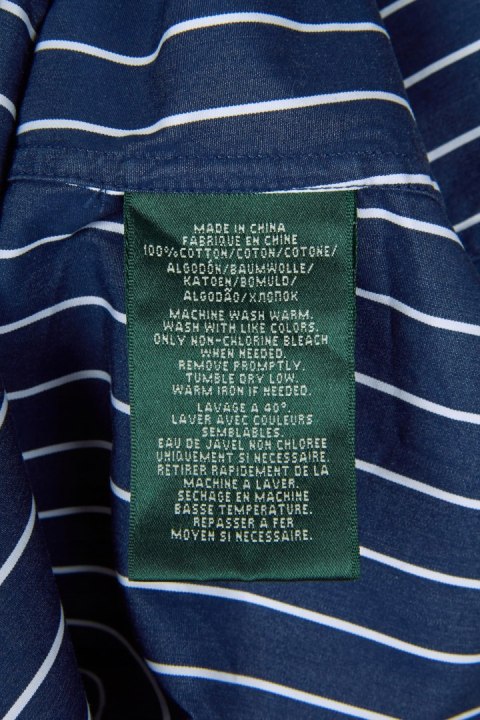 MADE IN CHINA
FABRIQUE EN CHINE
100%COTTON/COTON/COTONE/
ALGODÓN/BAUMWOLLE/
KATOEN/BOMULD/
ALGODÃO/ХЛОПОК
MACHINE WASH WARM.
WASH WITH LIKE COLORS.
ONLY NON-CHLORINE BLEACH
WHEN NEEDED.
REMOVE PROMPTLY.
TUMBLE DRY LOW.
WARM IRON IF NEEDED.
LAVAGE A 40°.
LAVER AVEC COULEURS
SEMBLABLES.
EAU DE JAVEL NON CHLOREE
UNIQUEMENT SI NECESSAIRE.
RETIRER RAPIDEMENT DE LA
MACHINE A LAVER.
SECHAGE EN MACHINE
BASSE TEMPERATURE.
REPASSER A FER
MOYEN SI NECESSAIRE.